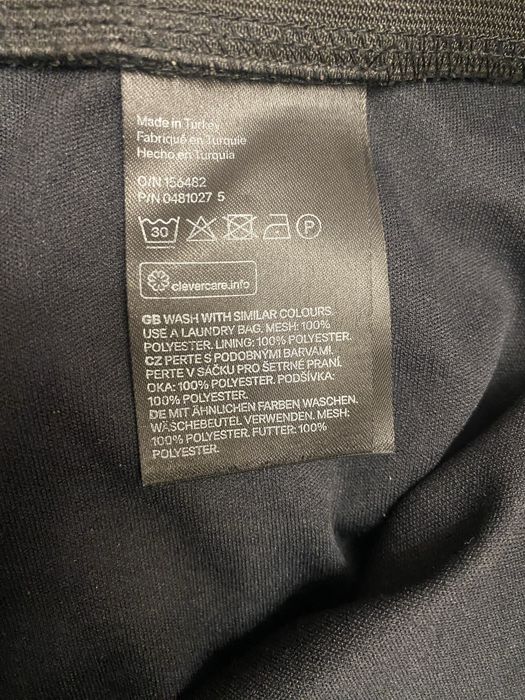 Made in Turkey
Fabriqué en Turquie
Hecho en Turquía
O/N 156482
P/N 0481027 5
30
P
clevercare.info
GB WASH WITH SIMILAR COLOURS.
USE A LAUNDRY BAG. MESH: 100%
POLYESTER. LINING: 100% POLYESTER.
CZ PERTE S PODOBNÝMI BARVAMI.
PERTE V SÁČKU PRO ŠETRNÉ PRANÍ.
OKA: 100% POLYESTER. PODŠÍVKA:
100% POLYESTER.
DE MIT ÄHNLICHEN FARBEN WASCHEN.
WÄSCHEBEUTEL VERWENDEN. MESH:
100% POLYESTER. FUTTER: 100%
POLYESTER.